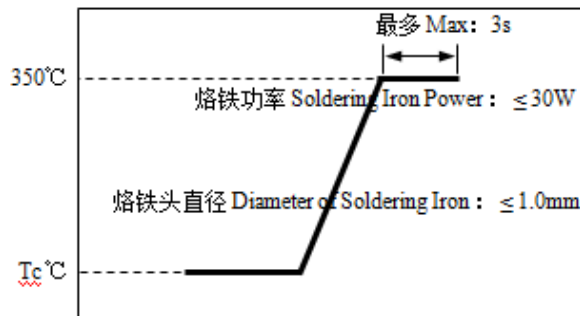 最多 Max：3s
350℃
烙铁功率 Soldering Iron Power：≤30W
烙铁头直径 Diameter of Soldering Iron：≤1.0mm
Tc℃